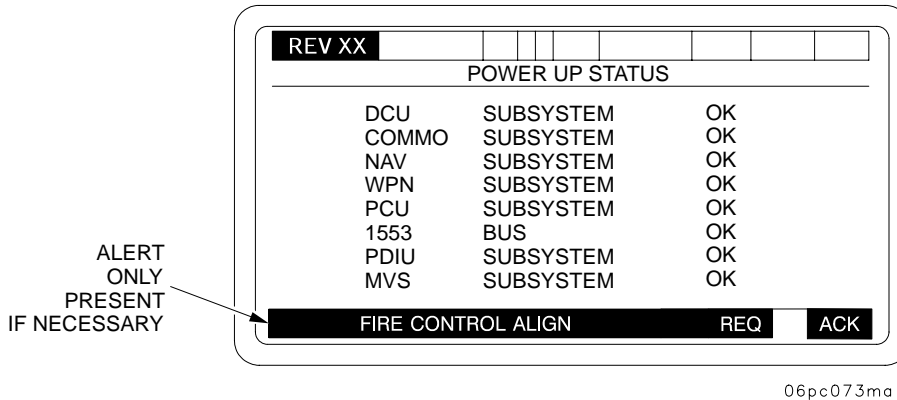 REV XX
POWER UP STATUS
DCU SUBSYSTEM OK
COMMO SUBSYSTEM OK
NAV SUBSYSTEM OK
WPN SUBSYSTEM OK
PCU SUBSYSTEM OK
1553 BUS OK
PDIU SUBSYSTEM OK
MVS SUBSYSTEM OK
ALERT
ONLY
PRESENT
IF NECESSARY
FIRE CONTROL ALIGN REQ ACK
06pc073ma